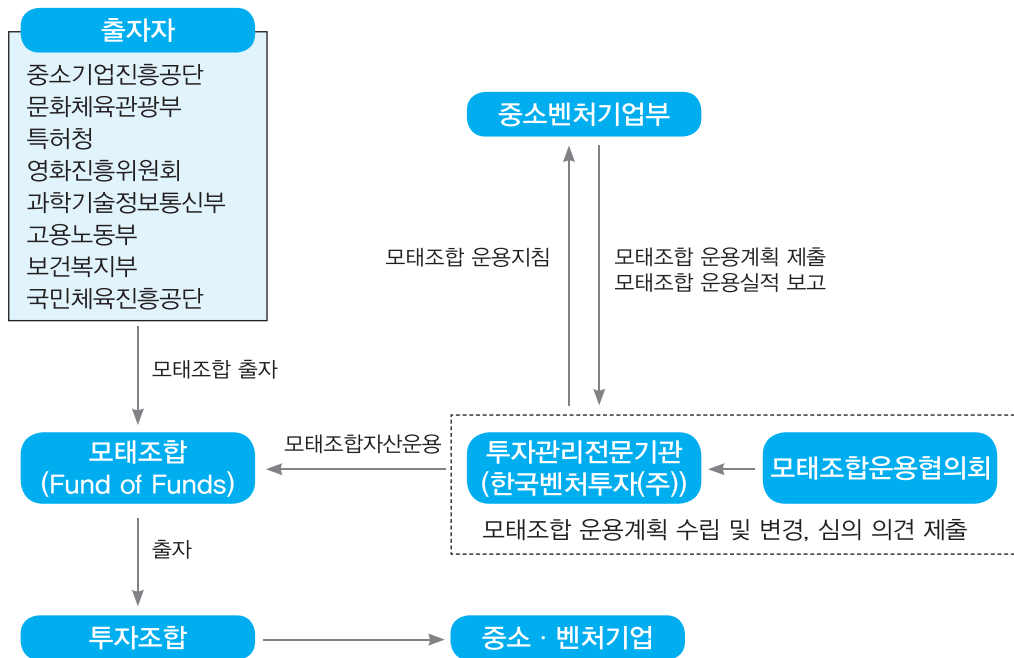 출자자
중소기업진흥공단
문화체육관광부
특허청
영화진흥위원회
과학기술정보통신부
고용노동부
보건복지부
국민체육진흥공단
중소벤처기업부
모태조합 운용지침
모태조합 운용계획 제출
모태조합 운용실적 보고
모태조합 출자
모태조합
(Fund of Funds)
모태조합자산운용
투자관리전문기관
(한국벤처투자(주))
모태조합운용협의회
모태조합 운용계획 수립 및 변경, 심의 의견 제출
출자
투자조합
중소 · 벤처기업